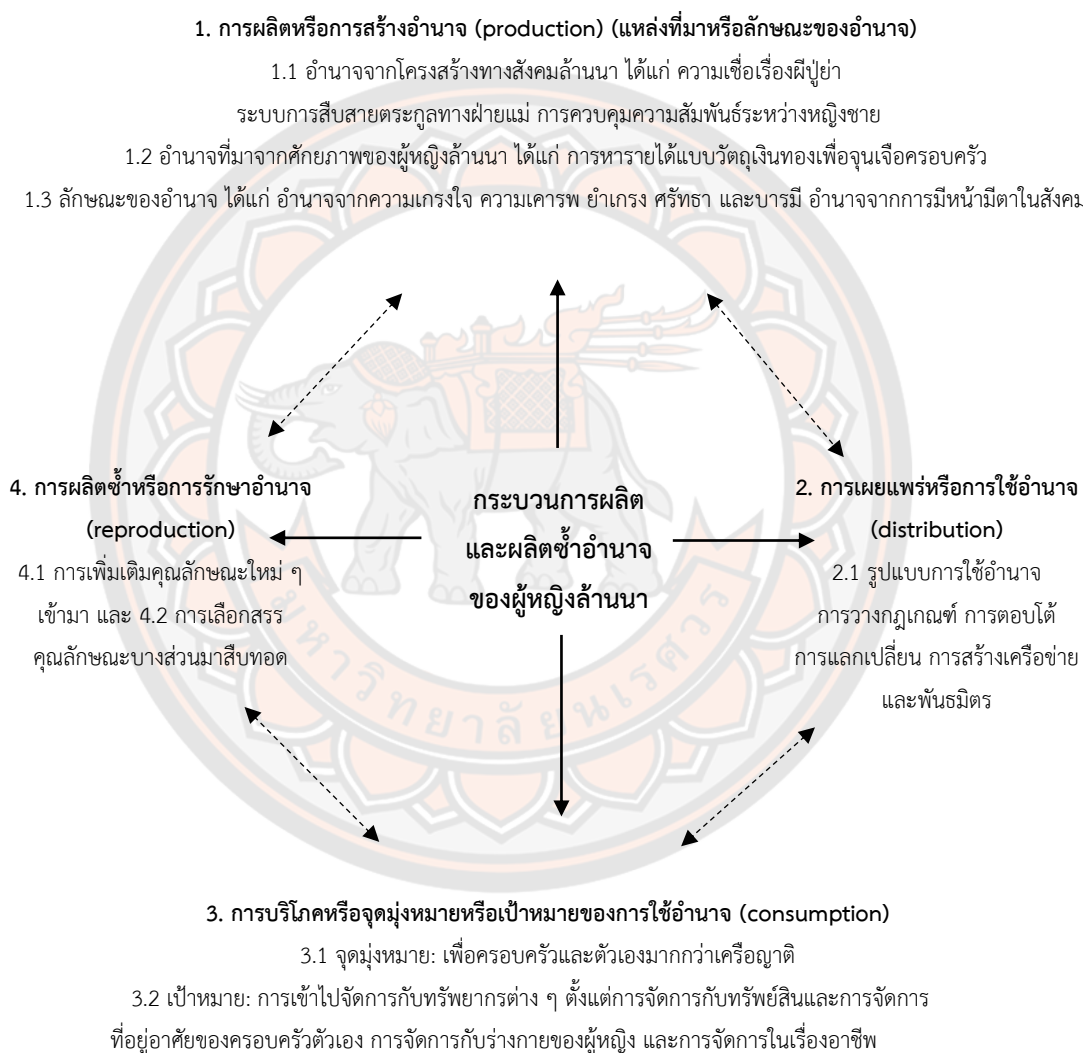 1. การผลิตหรือการสร้างอำนาจ (production) (แหล่งที่มาหรือลักษณะของอำนาจ)
1.1 อำนาจจากโครงสร้างทางสังคมล้านนา ได้แก่ ความเชื่อเรื่องผีปู่ย่า
ระบบการสืบสายตระกูลทางฝ่ายแม่ การควบคุมความสัมพันธ์ระหว่างหญิงชาย
1.2 อำนาจที่มาจากศักยภาพของผู้หญิงล้านนา ได้แก่ การหารายได้แบบวัตถุเงินทองเพื่อจุนเจือครอบครัว
1.3 ลักษณะของอำนาจ ได้แก่ อำนาจจากความเกรงใจ ความเคารพ ยำเกรง ศรัทธา และบารมี อำนาจจากการมีหน้ามีตาในสังคม
4. การผลิตซ้ำหรือการรักษาอำนาจ
(reproduction)
4.1 การเพิ่มเติมคุณลักษณะใหม่ ๆ
เข้ามา และ 4.2 การเลือกสรร
คุณลักษณะบางส่วนมาสืบทอด
กระบวนการผลิต
และผลิตซ้ำอำนาจ
ของผู้หญิงล้านนา
2. การเผยแพร่หรือการใช้อำนาจ
(distribution)
2.1 รูปแบบการใช้อำนาจ
การวางกฎเกณฑ์ การตอบโต้
การแลกเปลี่ยน การสร้างเครือข่าย
และพันธมิตร
มหาวิทยาลัยนเรศวร
3. การบริโภคหรือจุดมุ่งหมายหรือเป้าหมายของการใช้อำนาจ (consumption)
3.1 จุดมุ่งหมาย: เพื่อครอบครัวและตัวเองมากกว่าเครือญาติ
3.2 เป้าหมาย: การเข้าไปจัดการกับทรัพยากรต่าง ๆ ตั้งแต่การจัดการกับทรัพย์สินและการจัดการ
ที่อยู่อาศัยของครอบครัวตัวเอง การจัดการกับร่างกายของผู้หญิง และการจัดการในเรื่องอาชีพ